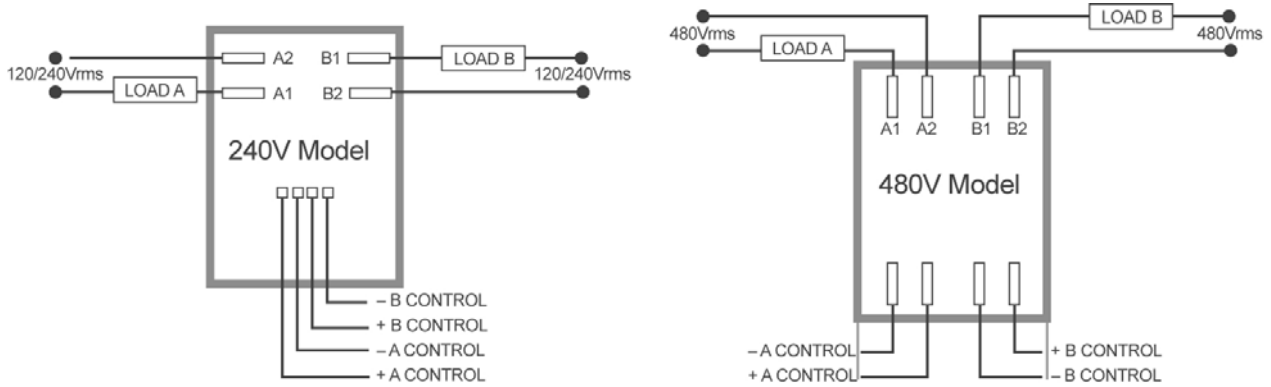 120/240Vrms
LOAD A
A2 B1
A1 B2
LOAD B
120/240Vrms
240V Model
– B CONTROL
+ B CONTROL
– A CONTROL
+ A CONTROL
480Vrms
LOAD A
LOAD B
480Vrms
A1 A2 B1 B2
480V Model
– A CONTROL
+ A CONTROL
+ B CONTROL
– B CONTROL